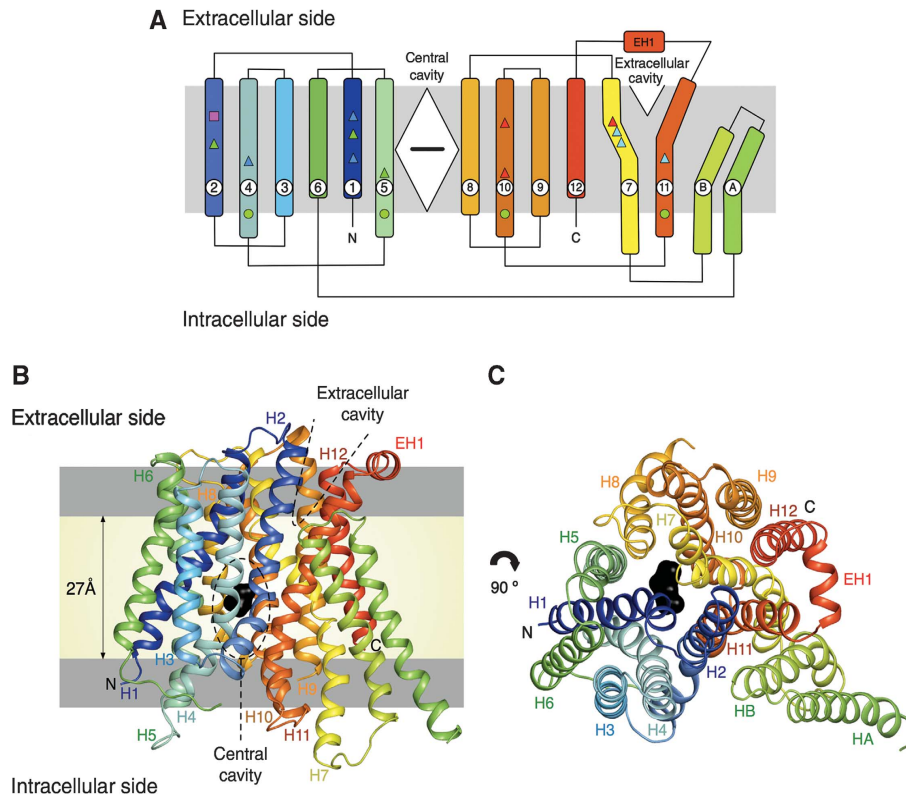 A
Extracellular side
EH1
Central
cavity
Extracellular
cavity
2
4
3
6
1
5
8
10
9
12
7
11
B
A
N
C
Intracellular side
B
C
Extracellular
cavity
Extracellular side
H2
H12
EH1
H6
H8
27Å
N
H1
H3
H4
H5
H10
H9
H11
C
H7
Central
cavity
Intracellular side
90 º
H8
H9
H7
H10
H12
C
H5
EH1
H1
N
H11
H2
H6
H3
H4
HB
HA